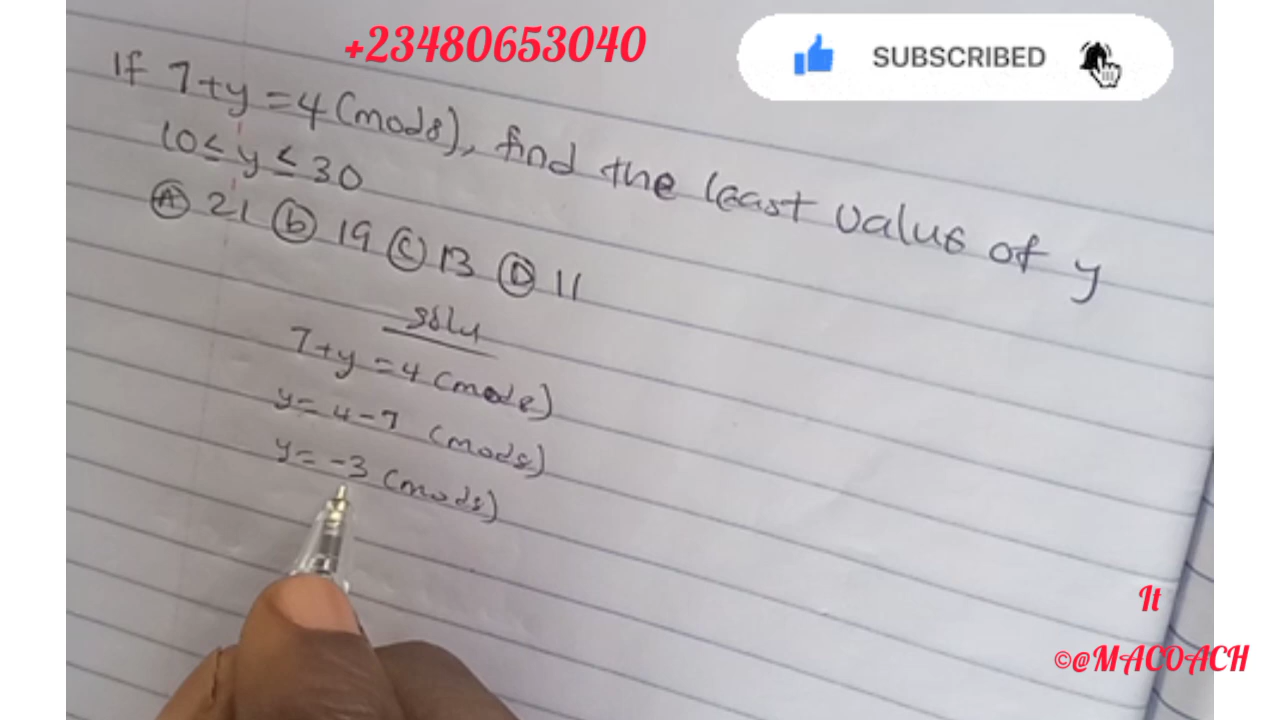 +23480653040
SUBSCRIBED
If 7+y =4(mod8), find the least value of y
10≤ y ≤ 30
(A) 21 (b) 19 (C) 13 (D) 11
Solu
7+y =4 (mod8)
y= 4-7 (mod8)
y= -3 (mod8)
It
©@MACOACH